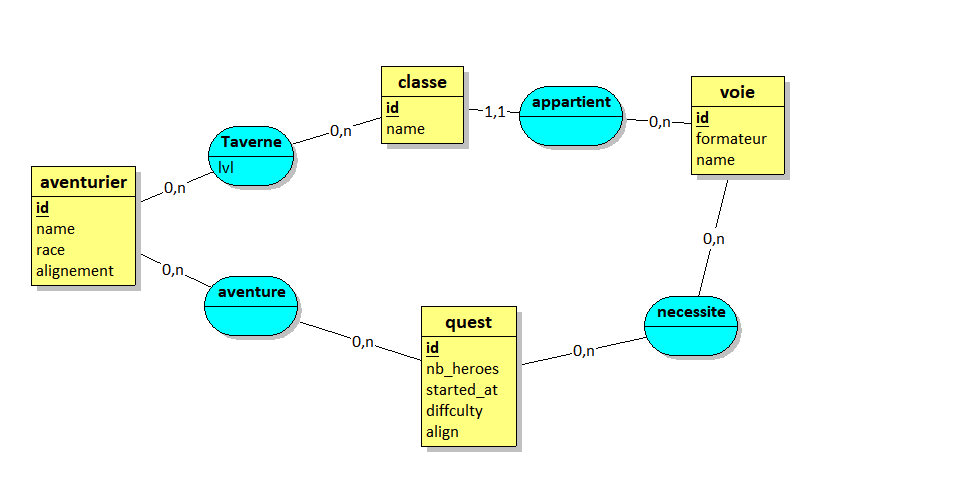 classe
id
name
1,1
appartient
0,n
voie
id
formateur
name
Taverne
lvl
0,n
0,n
aventurier
id
name
race
alignement
0,n
aventure
0,n
quest
id
nb_heroes
started_at
diffculty
align
0,n
necessite
0,n